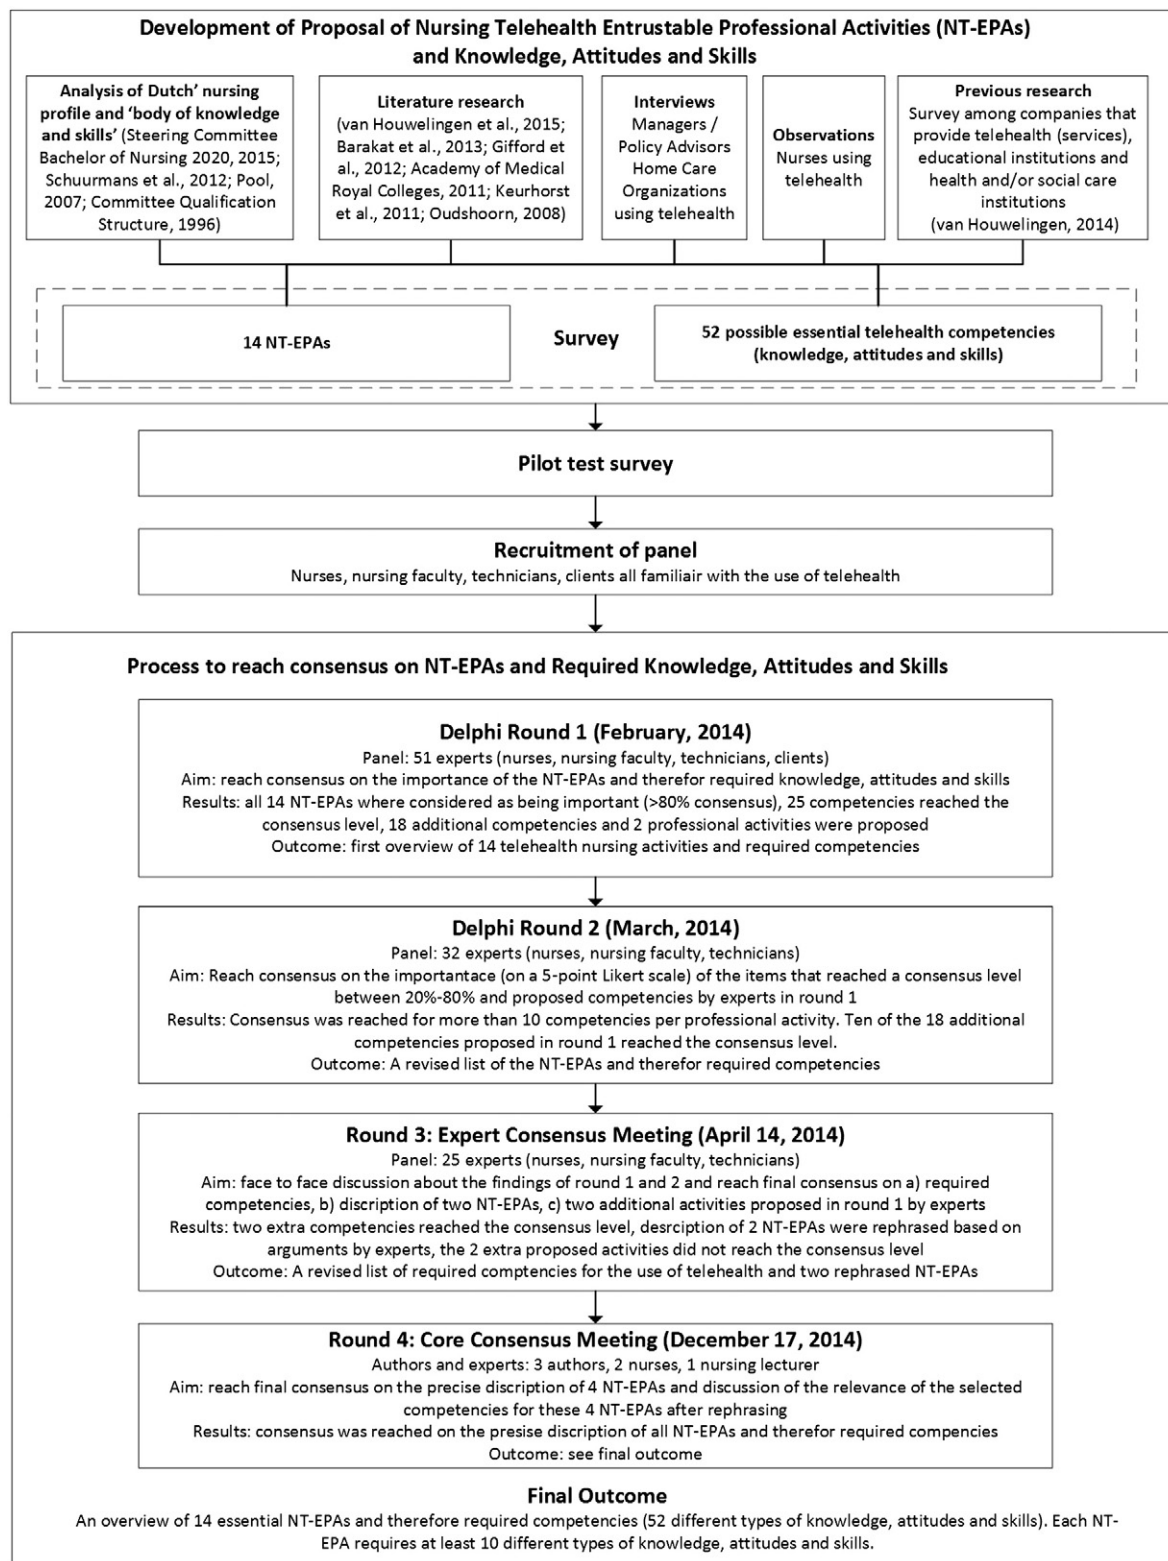 Development of Proposal of Nursing Telehealth Entrustable Professional Activities (NT-EPAs)
and Knowledge, Attitudes and Skills
Analysis of Dutch' nursing
profile and 'body of knowledge
and skills' (Steering Committee
Bachelor of Nursing 2020, 2015;
Schuurmans et al., 2012; Pool,
2007; Committee Qualification
Structure, 1996)
Literature research
(van Houwelingen et al., 2015;
Barakat et al., 2013; Gifford et
al., 2012; Academy of Medical
Royal Colleges, 2011; Keurhorst
et al., 2011; Oudshoorn, 2008)
Interviews
Managers /
Policy Advisors
Home Care
Organizations
using telehealth
Observations
Nurses using
telehealth
Previous research
Survey among companies that
provide telehealth (services),
educational institutions and
health and/or social care
institutions
(van Houwelingen, 2014)
14 NT-EPAs
Survey
52 possible essential telehealth competencies
(knowledge, attitudes and skills)
Pilot test survey
Recruitment of panel
Nurses, nursing faculty, technicians, clients all familiair with the use of telehealth
Process to reach consensus on NT-EPAs and Required Knowledge, Attitudes and Skills
Delphi Round 1 (February, 2014)
Panel: 51 experts (nurses, nursing faculty, technicians, clients)
Aim: reach consensus on the importance of the NT-EPAs and therefor required knowledge, attitudes and skills
Results: all 14 NT-EPAs where considered as being important (>80% consensus), 25 competencies reached the
consensus level, 18 additional competencies and 2 professional activities were proposed
Outcome: first overview of 14 telehealth nursing activities and required competencies
Delphi Round 2 (March, 2014)
Panel: 32 experts (nurses, nursing faculty, technicians)
Aim: Reach consensus on the importantace (on a 5-point Likert scale) of the items that reached a consensus level
between 20%-80% and proposed competencies by experts in round 1
Results: Consensus was reached for more than 10 competencies per professional activity. Ten of the 18 additional
competencies proposed in round 1 reached the consensus level.
Outcome: A revised list of the NT-EPAs and therefor required competencies
Round 3: Expert Consensus Meeting (April 14, 2014)
Panel: 25 experts (nurses, nursing faculty, technicians)
Aim: face to face discussion about the findings of round 1 and 2 and reach final consensus on a) required
competencies, b) discription of two NT-EPAs, c) two additional activities proposed in round 1 by experts
Results: two extra competencies reached the consensus level, desrciption of 2 NT-EPAs were rephrased based on
arguments by experts, the 2 extra proposed activities did not reach the consensus level
Outcome: A revised list of required comptencies for the use of telehealth and two rephrased NT-EPAs
Round 4: Core Consensus Meeting (December 17, 2014)
Authors and experts: 3 authors, 2 nurses, 1 nursing lecturer
Aim: reach final consensus on the precise discription of 4 NT-EPAs and discussion of the relevance of the selected
competencies for these 4 NT-EPAs after rephrasing
Results: consensus was reached on the presise discription of all NT-EPAs and therefor required compencies
Outcome: see final outcome
Final Outcome
An overview of 14 essential NT-EPAs and therefore required competencies (52 different types of knowledge, attitudes and skills). Each NT-
EPA requires at least 10 different types of knowledge, attitudes and skills.